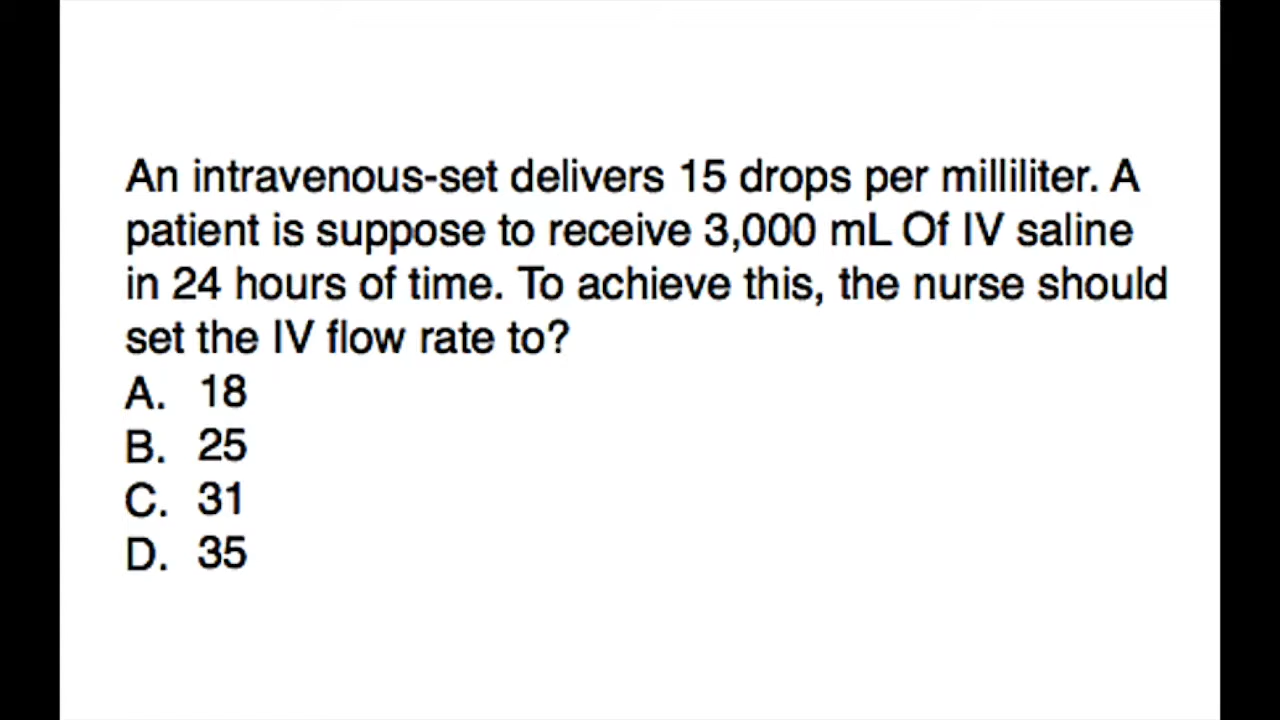 An intravenous-set delivers 15 drops per milliliter. A
patient is suppose to receive 3,000 mL Of IV saline
in 24 hours of time. To achieve this, the nurse should
set the IV flow rate to?
A. 18
B. 25
C. 31
D. 35